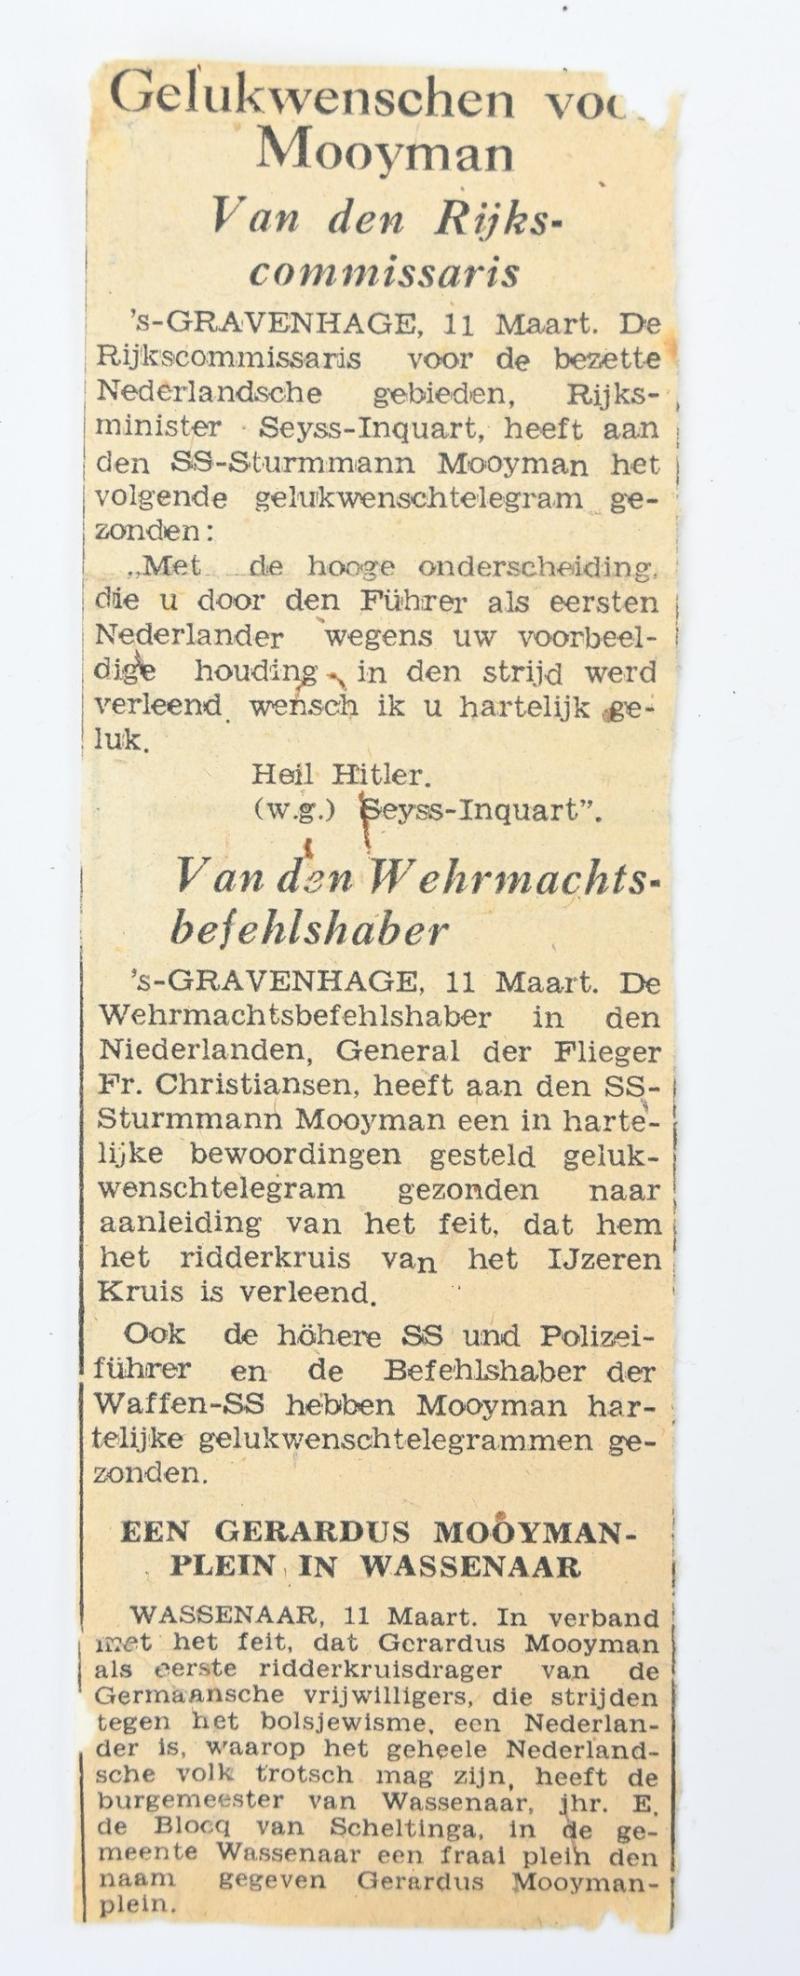 Gelukwenschen
Mooyman
Van den Rijks-
commissaris
's-GRAVENHAGE, 11 Maart. De
Rijkscommissaris voor de bezette
Nederlandsche gebieden, Rijks-
minister Seyss-Inquart, heeft aan
den SS-Sturmmann Mooyman het
volgende gelukwenschtelegram ge-
zonden:
„Met de hooge onderscheiding,
die u door den Führer als eersten
Nederlander wegens uw voorbeel-
dige houding in den strijd werd
verleend wensch ik u hartelijk ge-
luk.
Heil Hitler.
(w.g.) Seyss-Inquart”.
Van den Wehrmachts-
befehlshaber
's-GRAVENHAGE, 11 Maart. De
Wehrmachtsbefehlshaber in den
Niederlanden, General der Flieger
Fr. Christiansen, heeft aan den SS-
Sturmmann Mooyman een in harte-
lijke bewoordingen gesteld geluk-
wenschtelegram gezonden naar
aanleiding van het feit, dat hem
het ridderkruis van het IJzeren
Kruis is verleend.
Ook de höhere SS und Polizei-
führer en de Befehlshaber der
Waffen-SS hebben Mooyman har-
telijke gelukwenschtelegrammen ge-
zonden.
EEN GERARDUS MOOYMAN-
PLEIN IN WASSENAAR
WASSENAAR, 11 Maart. In verband
met het feit, dat Gerardus Mooyman
als eerste ridderkruisdrager van de
Germaansche vrijwilligers, die strijden
tegen het bolsjewisme, een Nederlan-
der is, waarop het geheele Nederland-
sche volk trotsch mag zijn, heeft de
burgemeester van Wassenaar, jhr. E.
de Blocq van Scheltinga, in de ge-
meente Wassenaar een fraai plein den
naam gegeven Gerardus Mooyman-
plein.